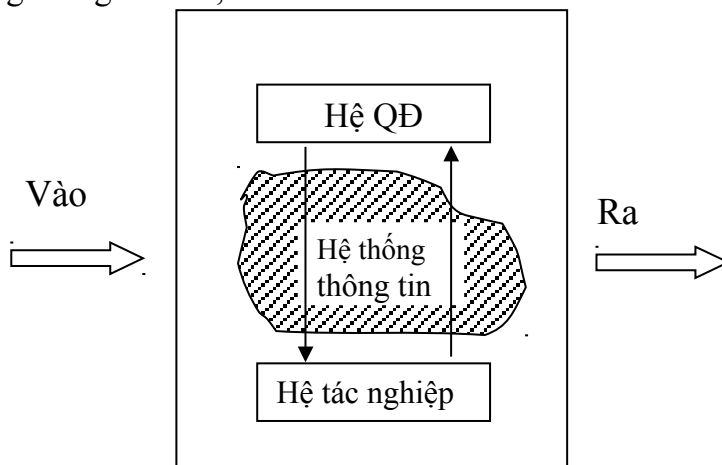 Hệ QĐ
Vào
Ra
Hệ thống
thông tin
Hệ tác nghiệp